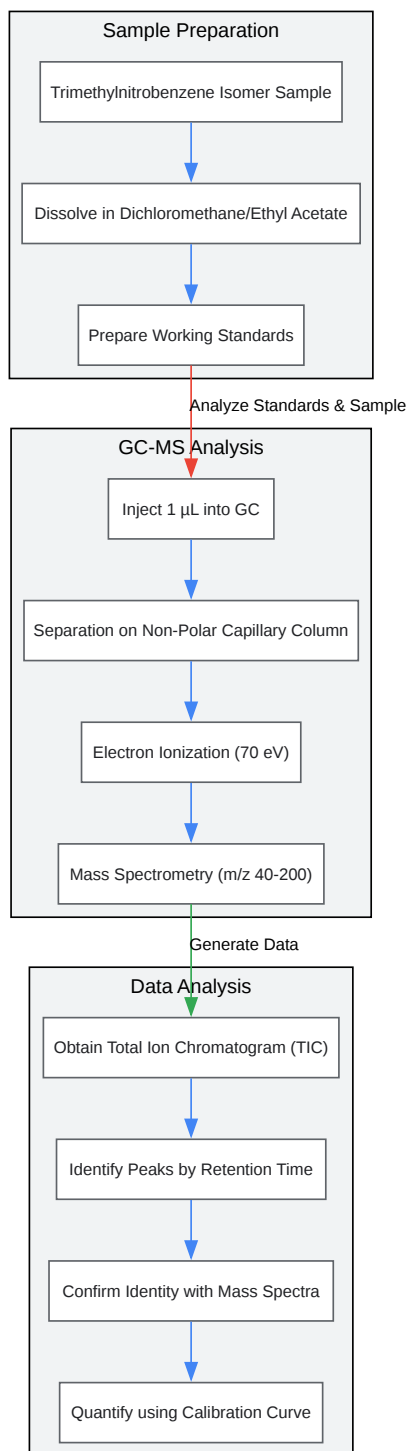 Sample Preparation
Trimethylnitrobenzene Isomer Sample
Dissolve in Dichloromethane/Ethyl Acetate
Prepare Working Standards
Analyze Standards & Sample
GC-MS Analysis
Inject 1 µL into GC
Separation on Non-Polar Capillary Column
Electron Ionization (70 eV)
Mass Spectrometry (m/z 40-200)
Generate Data
Data Analysis
Obtain Total Ion Chromatogram (TIC)
Identify Peaks by Retention Time
Confirm Identity with Mass Spectra
Quantify using Calibration Curve